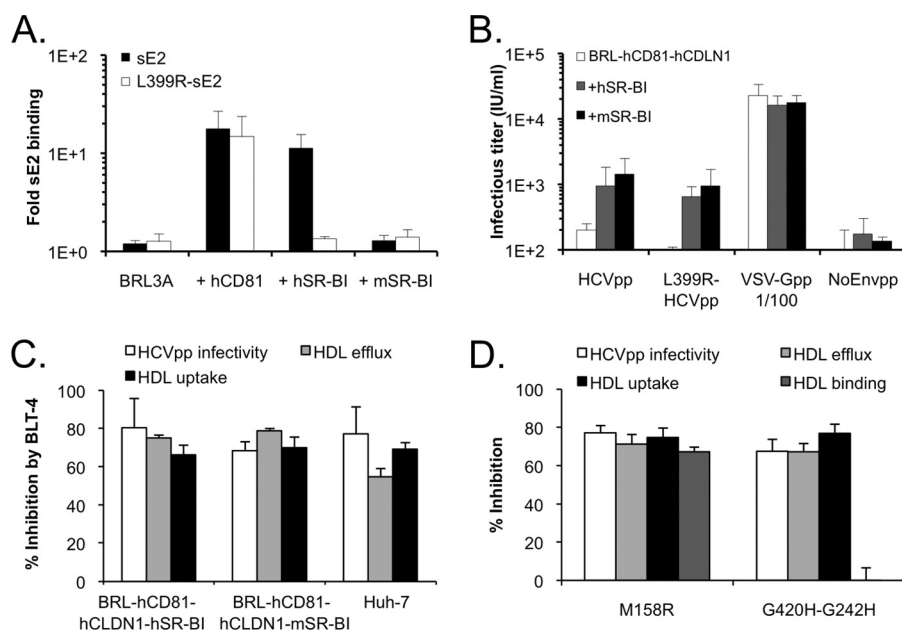 A.
sE2
L399R-sE2
Fold sE2 binding
1E+2
1E+1
1E+0
BRL3A
+ hCD81
+ hSR-BI
+ mSR-BI
B.
BRL-hCD81-hCDLN1
+hSR-BI
+mSR-BI
Infectious titer (IU/ml)
1E+5
1E+4
1E+3
1E+2
HCVpp
L399R-
HCVpp
VSV-Gpp
1/100
NoEnvpp
C.
HCVpp infectivity
HDL efflux
HDL uptake
% Inhibition by BLT-4
100
80
60
40
20
0
BRL-hCD81-
hCLDN1-hSR-BI
BRL-hCD81-
hCLDN1-mSR-BI
Huh-7
D.
HCVpp infectivity
HDL efflux
HDL uptake
HDL binding
% Inhibition
100
80
60
40
20
0
M158R
G420H-G242H